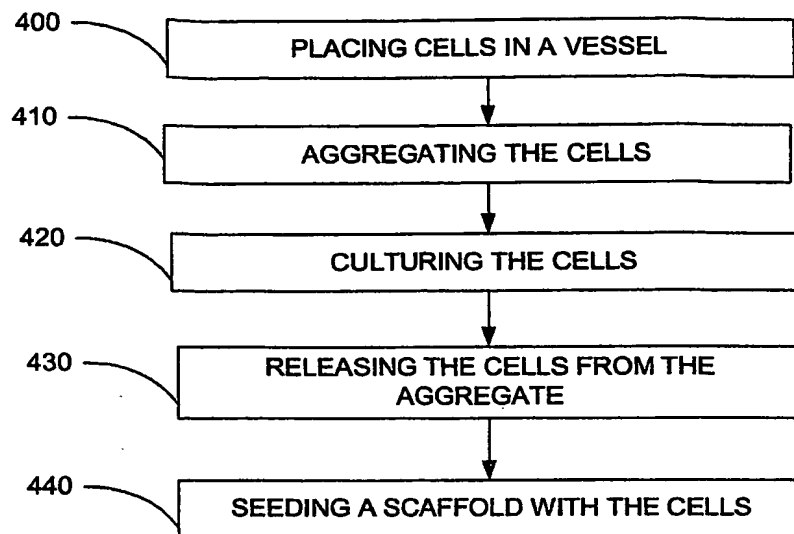 400
PLACING CELLS IN A VESSEL
410
AGGREGATING THE CELLS
420
CULTURING THE CELLS
430
RELEASING THE CELLS FROM THE
AGGREGATE
440
SEEDING A SCAFFOLD WITH THE CELLS